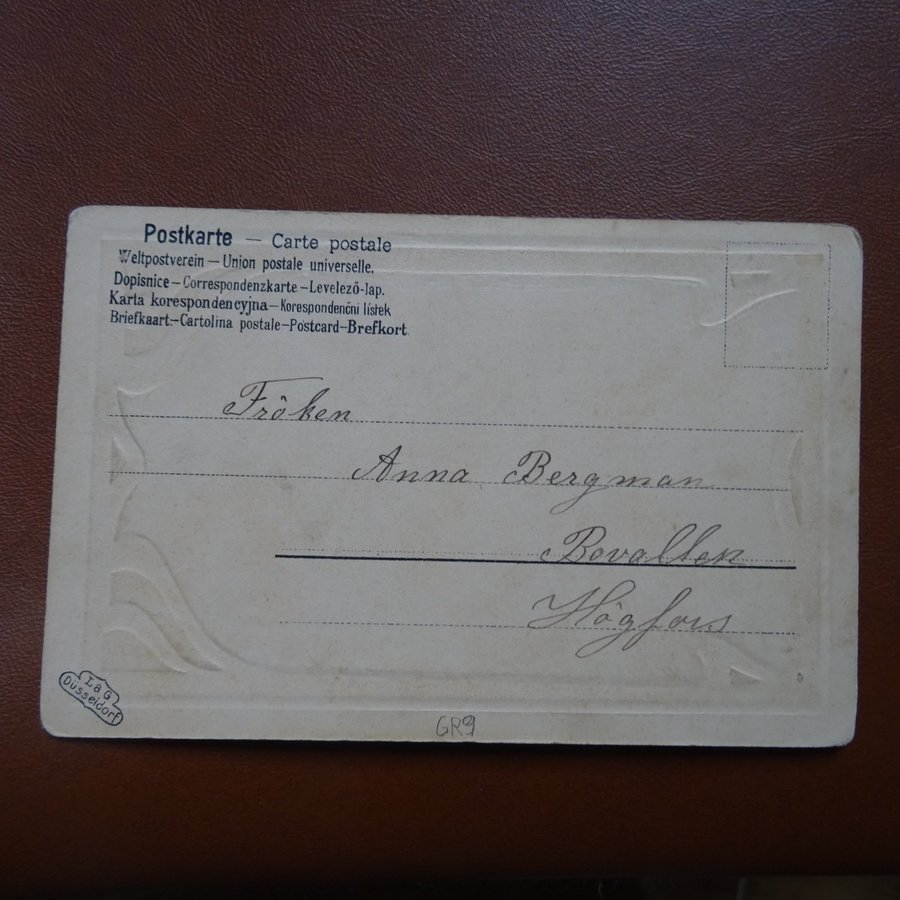 Postkarte — Carte postale
Weltpostverein — Union postale universelle.
Dopisnice — Correspondenzkarte — Levelező-lap.
Karta korespondencyjna — Korespondenční lístek
Briefkaart — Cartolina postale — Postcard — Brefkort.
Fröken
Anna Bergman
Bovallen
Högfors
L & G
Düsseldorf
GR9